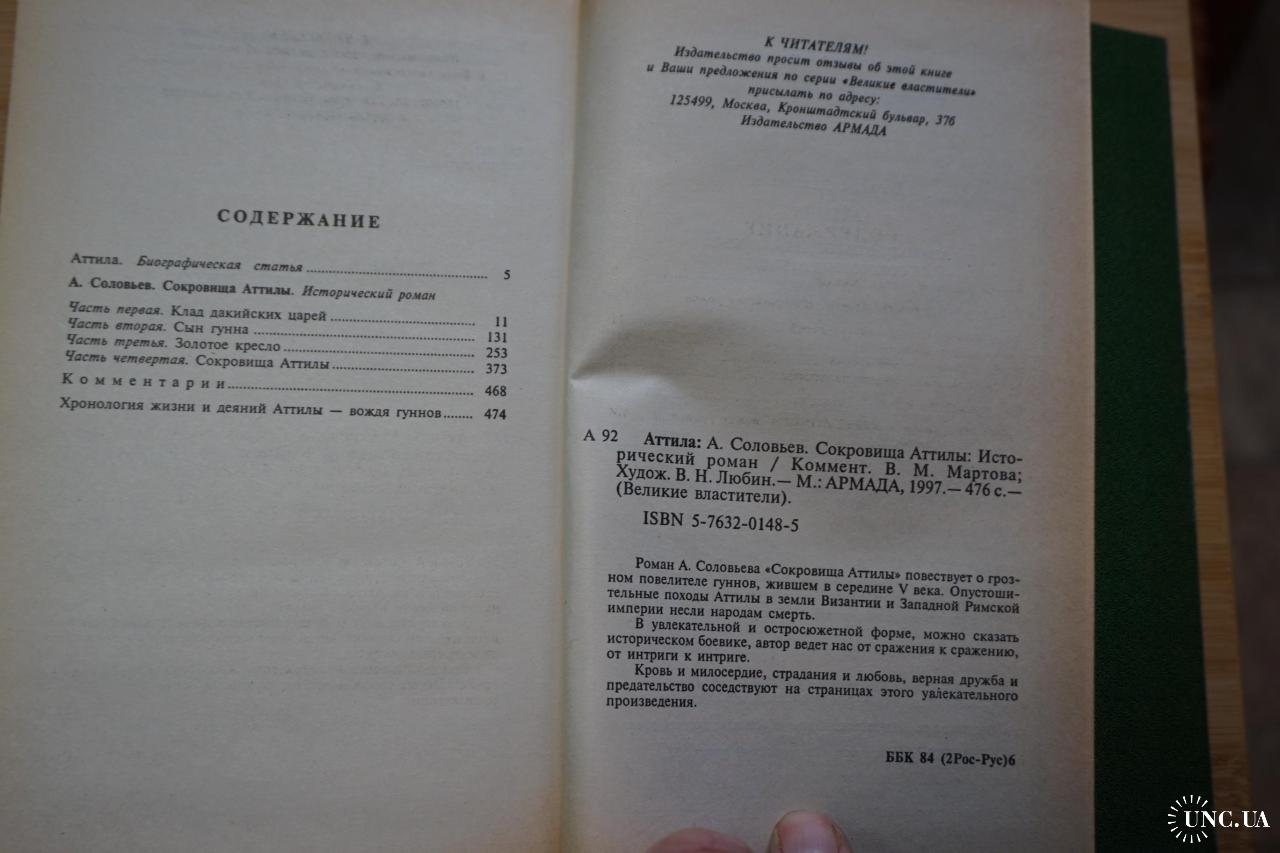 СОДЕРЖАНИЕ
Аттила. Биографическая статья ........ 5
А. Соловьев. Сокровища Аттилы. Исторический роман
Часть первая. Клад дакийских царей ........ 11
Часть вторая. Сын гунна ........ 131
Часть третья. Золотое кресло ........ 253
Часть четвертая. Сокровища Аттилы ........ 373
Комментарии ........ 468
Хронология жизни и деяний Аттилы — вождя гуннов ........ 474
К ЧИТАТЕЛЯМ!
Издательство просит отзывы об этой книге
и Ваши предложения по серии «Великие властители»
присылать по адресу:
125499, Москва, Кронштадтский бульвар, 37б
Издательство АРМАДА
А 92 Аттила: А. Соловьев. Сокровища Аттилы: Исто-
рический роман / Коммент. В. М. Мартова;
Худож. В. Н. Любин.— М.: АРМАДА, 1997.— 476 с.—
(Великие властители).
ISBN 5-7632-0148-5
Роман А. Соловьева «Сокровища Аттилы» повествует о гроз-
ном повелителе гуннов, жившем в середине V века. Опустоши-
тельные походы Аттилы в земли Византии и Западной Римской
империи несли народам смерть.
В увлекательной и остросюжетной форме, можно сказать
историческом боевике, автор ведет нас от сражения к сражению,
от интриги к интриге.
Кровь и милосердие, страдания и любовь, верная дружба и
предательство соседствуют на страницах этого увлекательного
произведения.
ББК 84 (2Рос-Рус)6
UNC.UA